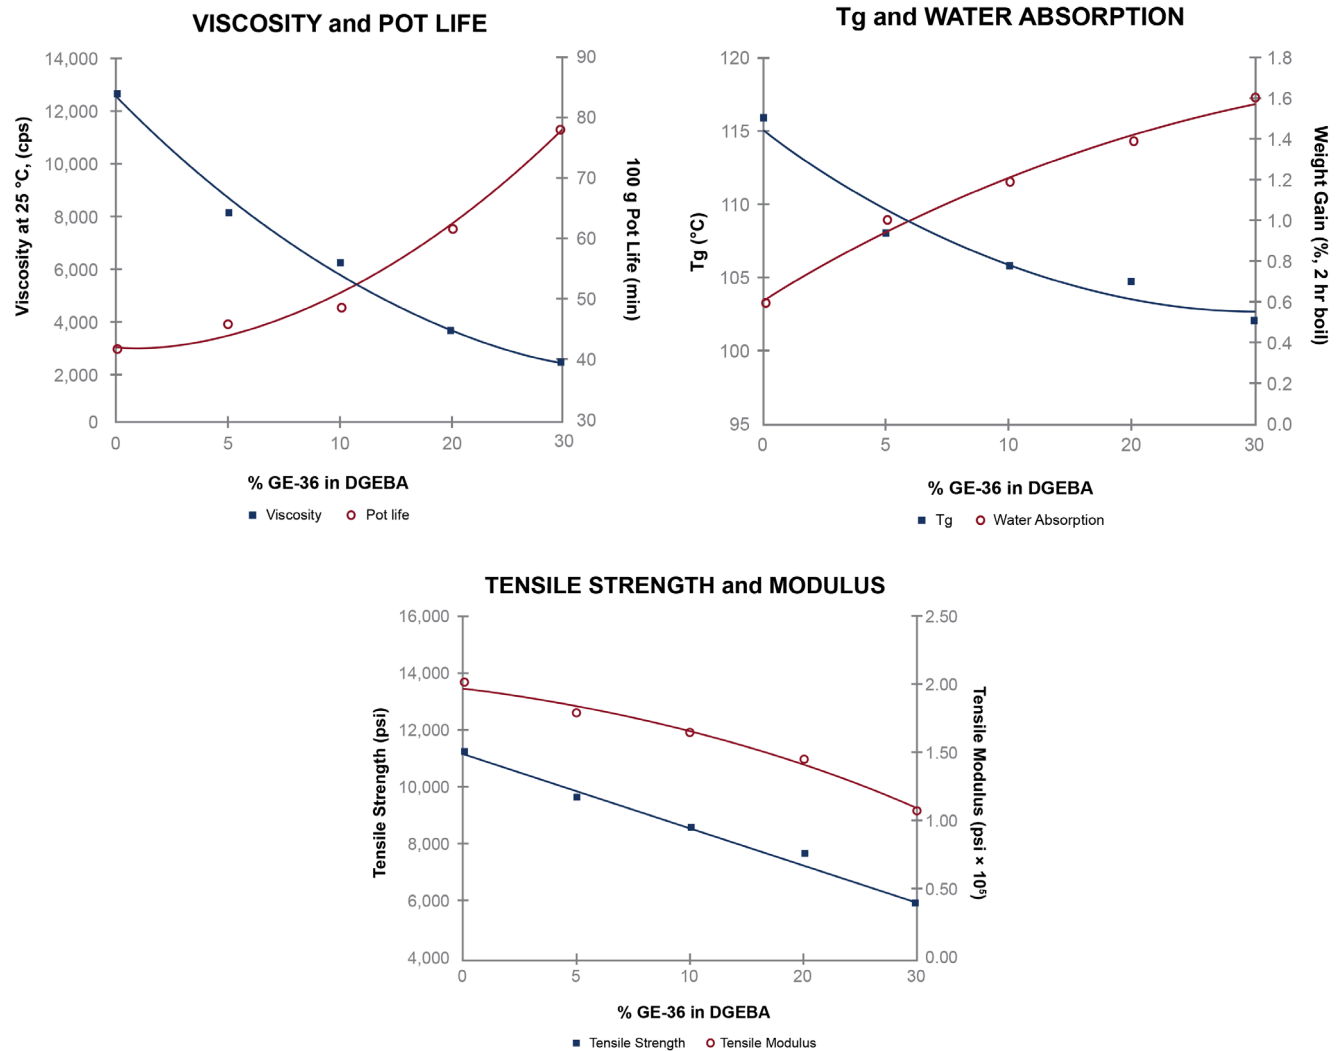 VISCOSITY and POT LIFE
14,000
12,000
10,000
8,000
6,000
4,000
2,000
0
Viscosity at 25 °C, (cps)
90
80
70
60
50
40
30
100 g Pot Life (min)
0 5 10 20 30
% GE-36 in DGEBA
Viscosity Pot life
Tg and WATER ABSORPTION
120
115
110
105
100
95
Tg (°C)
1.8
1.6
1.4
1.2
1.0
0.8
0.6
0.4
0.2
0.0
Weight Gain (%, 2 hr boil)
0 5 10 20 30
% GE-36 in DGEBA
Tg Water Absorption
TENSILE STRENGTH and MODULUS
16,000
14,000
12,000
10,000
8,000
6,000
4,000
Tensile Strength (psi)
2.50
2.00
1.50
1.00
0.50
0.00
Tensile Modulus (psi × 10⁵)
0 5 10 20 30
% GE-36 in DGEBA
Tensile Strength Tensile Modulus